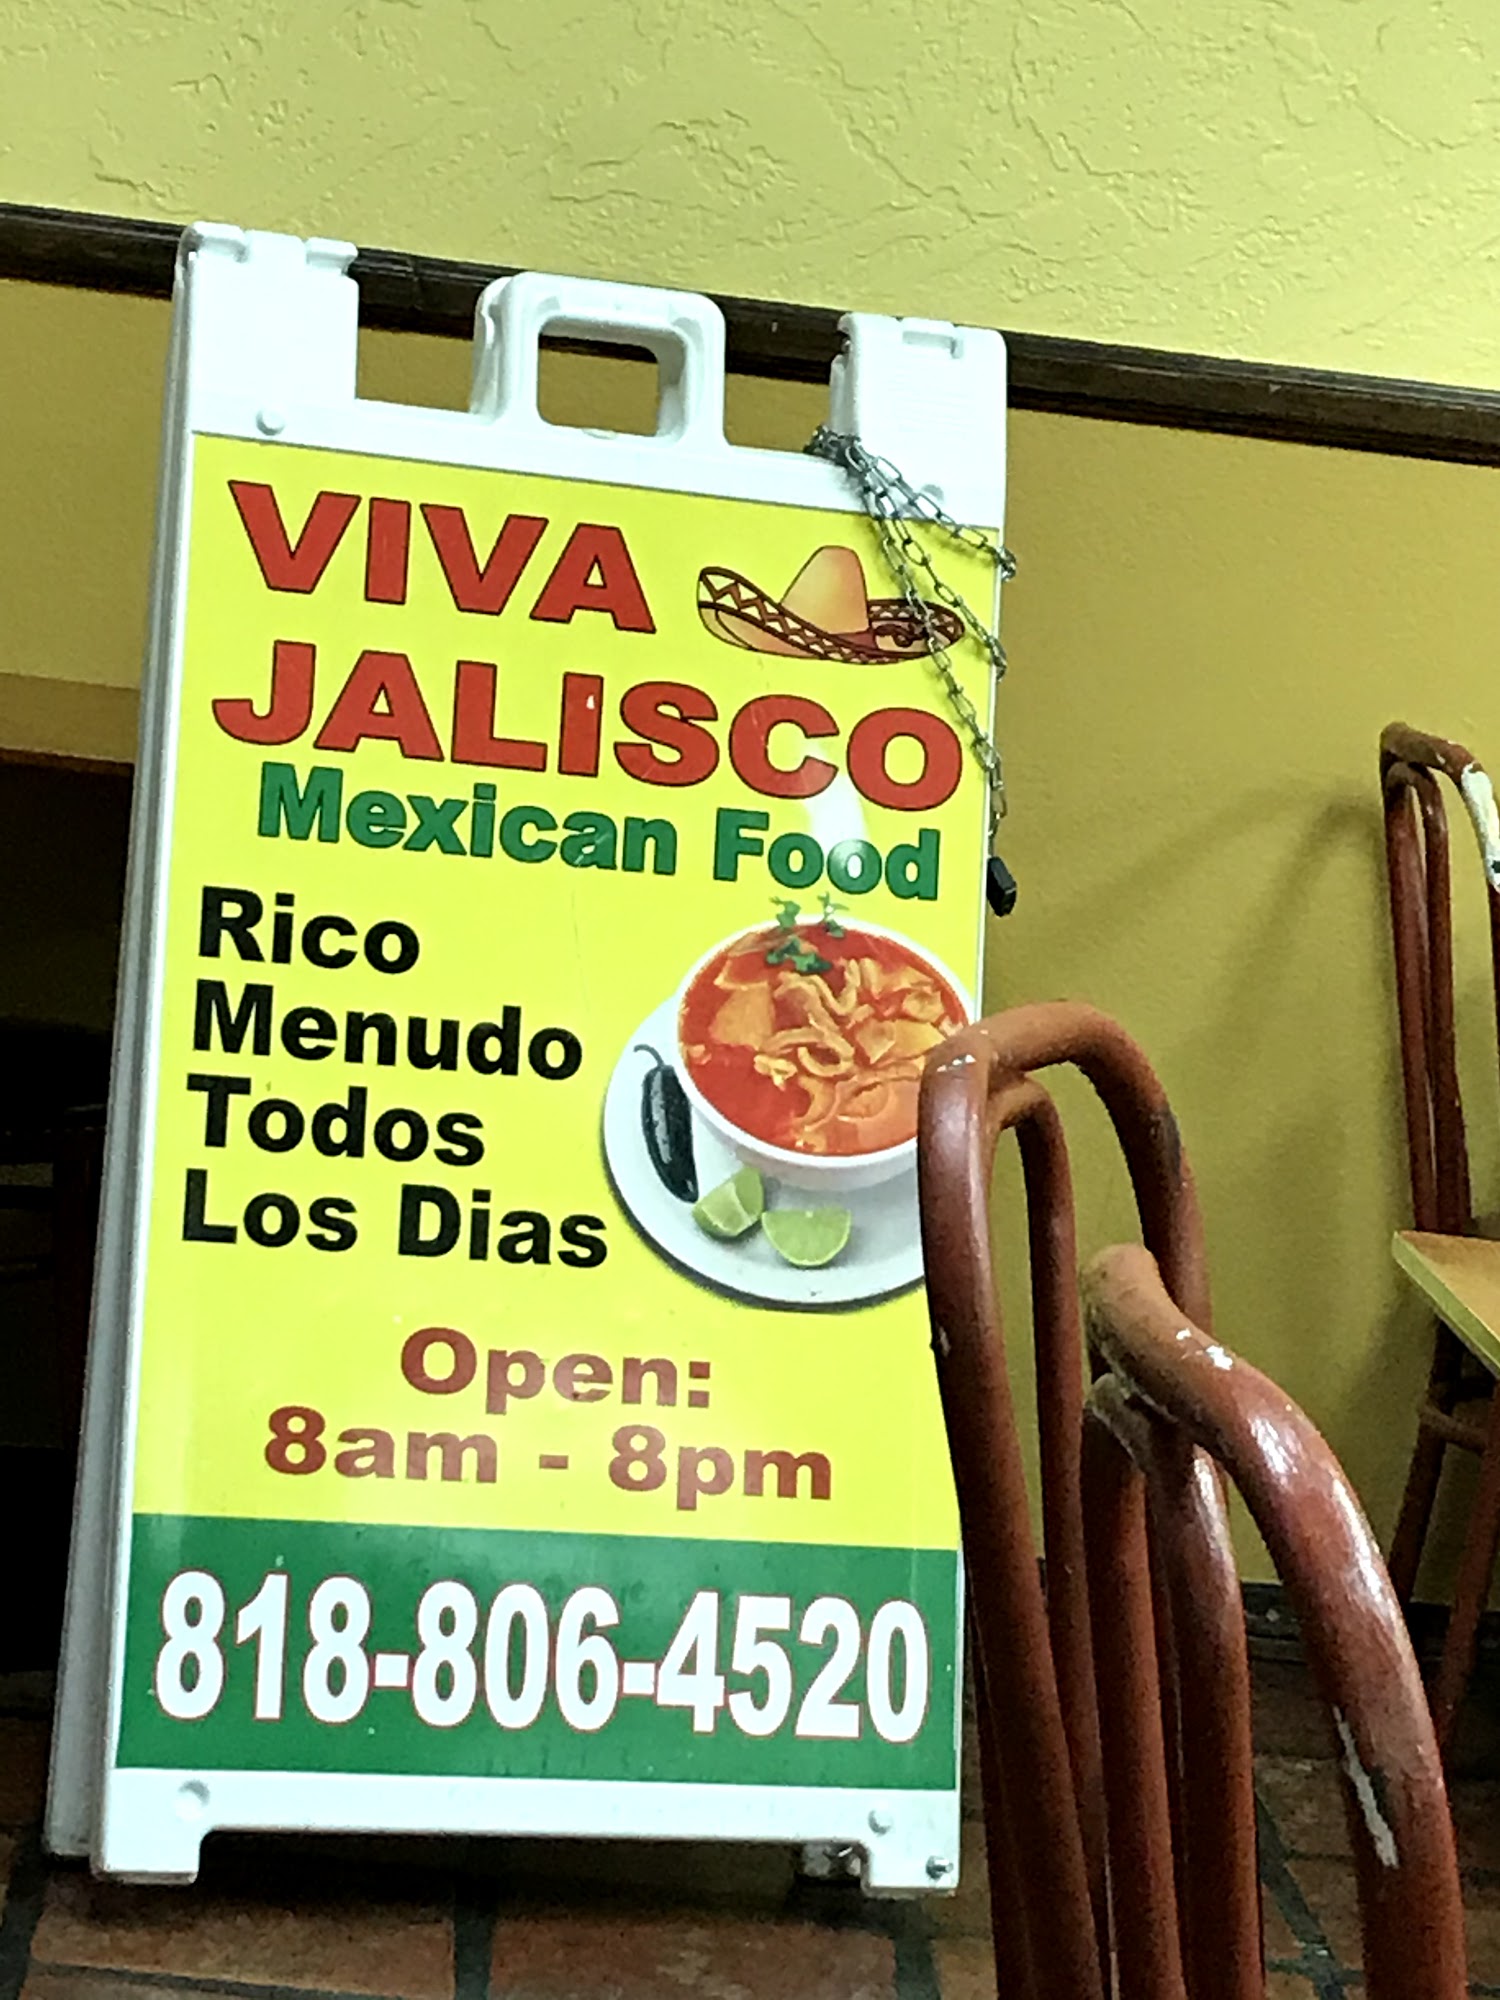 VIVA
JALISCO
Mexican Food
Rico
Menudo
Todos
Los Dias
Open:
8am - 8pm
818-806-4520